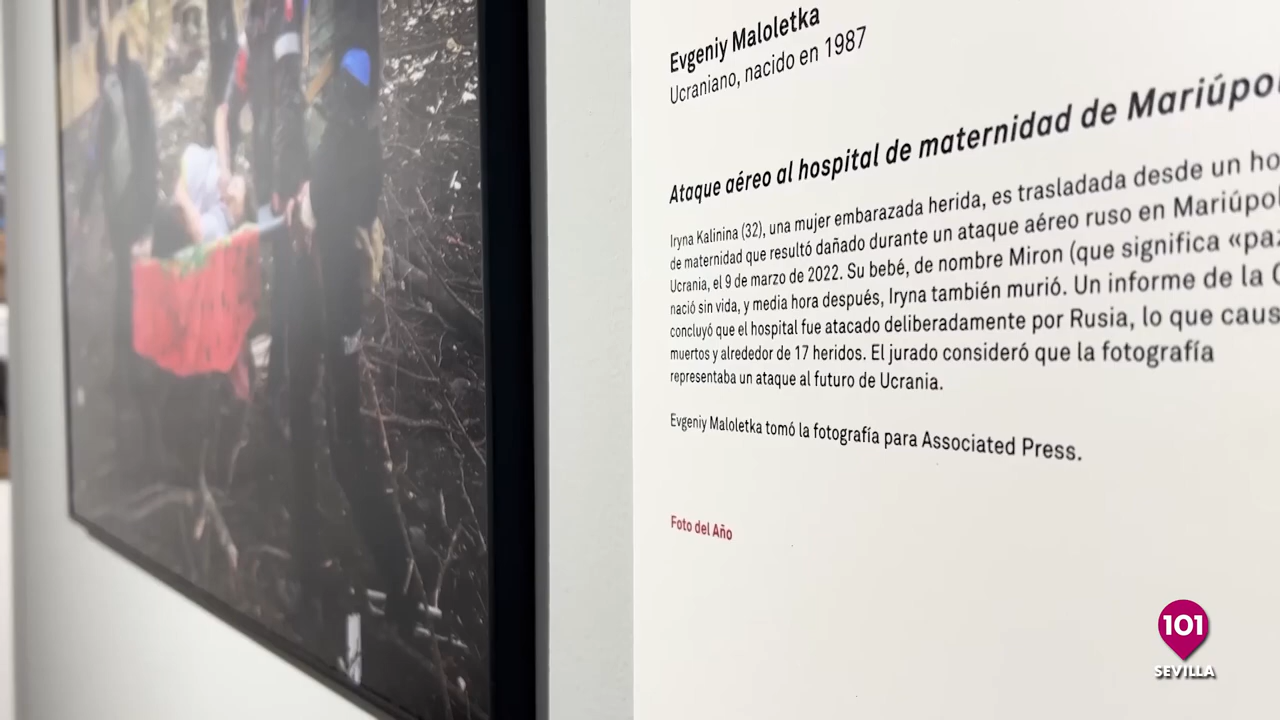 Evgeniy Maloletka
Ucraniano, nacido en 1987
Ataque aéreo al hospital de maternidad de Mariúpol
Iryna Kalinina (32), una mujer embarazada herida, es trasladada desde un ho
de maternidad que resultó dañado durante un ataque aéreo ruso en Mariúpol
Ucrania, el 9 de marzo de 2022. Su bebé, de nombre Miron (que significa «paz
nació sin vida, y media hora después, Iryna también murió. Un informe de la
concluyó que el hospital fue atacado deliberadamente por Rusia, lo que caus
muertos y alrededor de 17 heridos. El jurado consideró que la fotografía
representaba un ataque al futuro de Ucrania.
Evgeniy Maloletka tomó la fotografía para Associated Press.
Foto del Año
101
SEVILLA